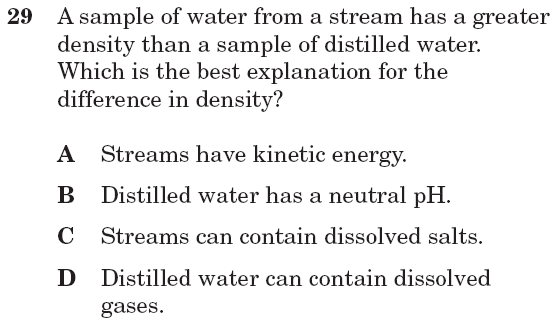 29 A sample of water from a stream has a greater
density than a sample of distilled water.
Which is the best explanation for the
difference in density?
A Streams have kinetic energy.
B Distilled water has a neutral pH.
C Streams can contain dissolved salts.
D Distilled water can contain dissolved
gases.